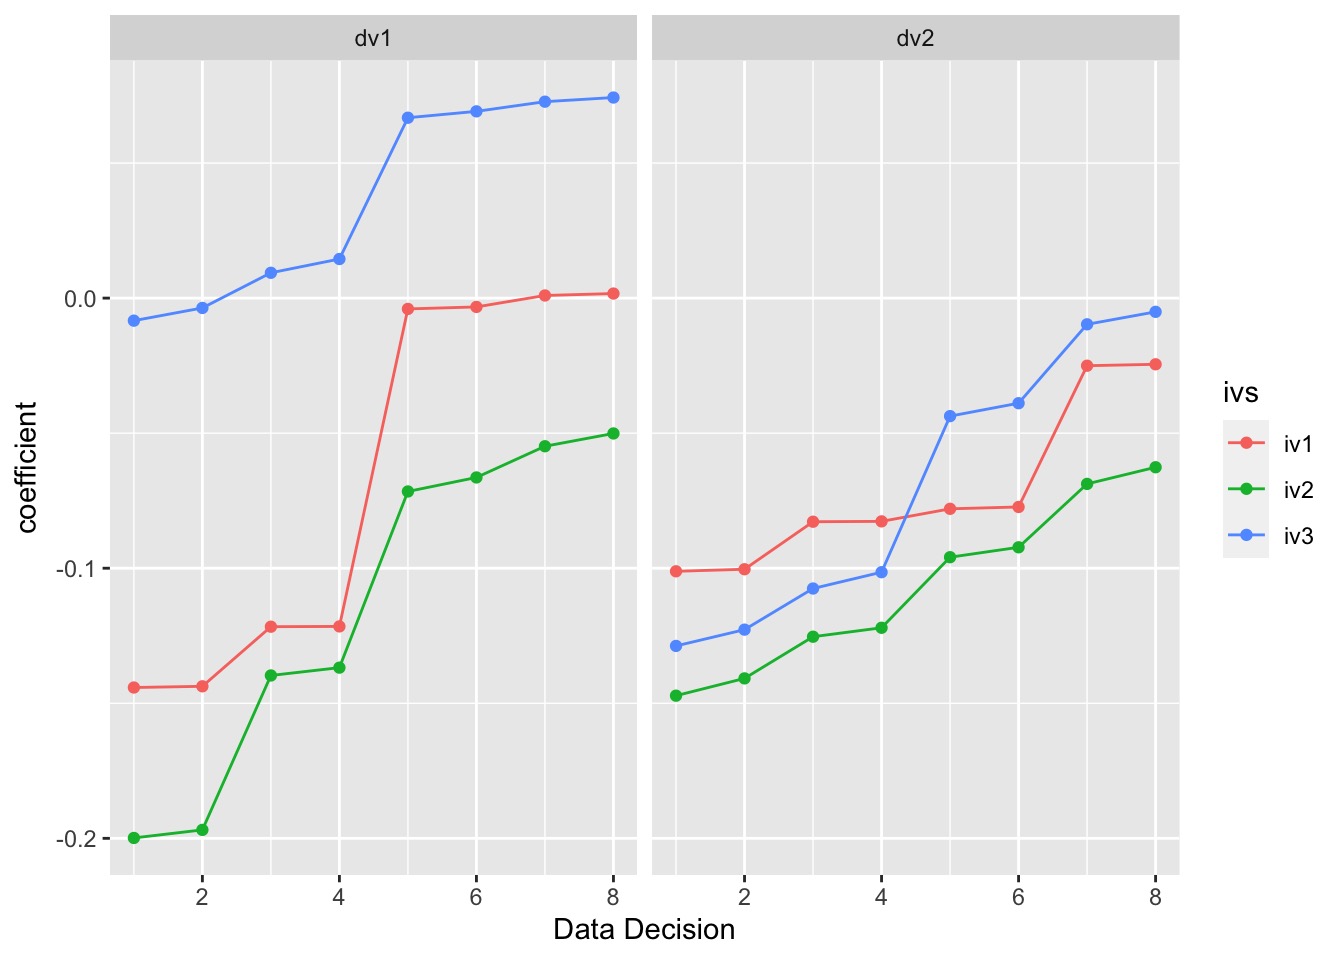 dv1
dv2
coefficient
0.0
-0.1
-0.2
2 4 6 8
2 4 6 8
Data Decision
ivs
iv1
iv2
iv3